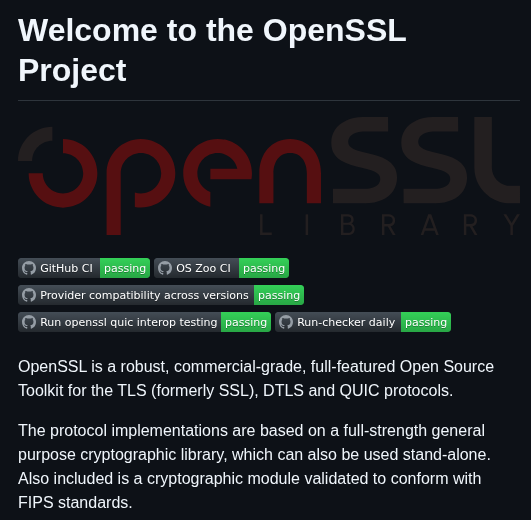 Welcome to the OpenSSL
Project
openSSL
LIBRARY
GitHub CI passing OS Zoo CI passing
Provider compatibility across versions passing
Run openssl quic interop testing passing Run-checker daily passing
OpenSSL is a robust, commercial-grade, full-featured Open Source
Toolkit for the TLS (formerly SSL), DTLS and QUIC protocols.
The protocol implementations are based on a full-strength general
purpose cryptographic library, which can also be used stand-alone.
Also included is a cryptographic module validated to conform with
FIPS standards.